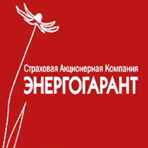 Страховая Акционерная Компания
ЭНЕРГОГАРАНТ